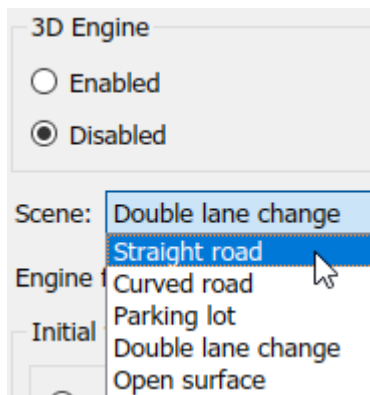 3D Engine
Enabled
Disabled
Scene: Double lane change
Straight road
Engine f
Curved road
Parking lot
Initial
Double lane change
Open surface